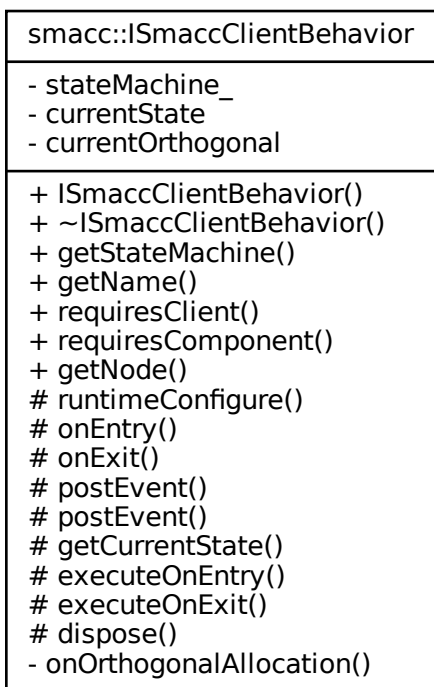 smacc::ISmaccClientBehavior
- stateMachine_
- currentState
- currentOrthogonal
+ ISmaccClientBehavior()
+ ~ISmaccClientBehavior()
+ getStateMachine()
+ getName()
+ requiresClient()
+ requiresComponent()
+ getNode()
# runtimeConfigure()
# onEntry()
# onExit()
# postEvent()
# postEvent()
# getCurrentState()
# executeOnEntry()
# executeOnExit()
# dispose()
- onOrthogonalAllocation()